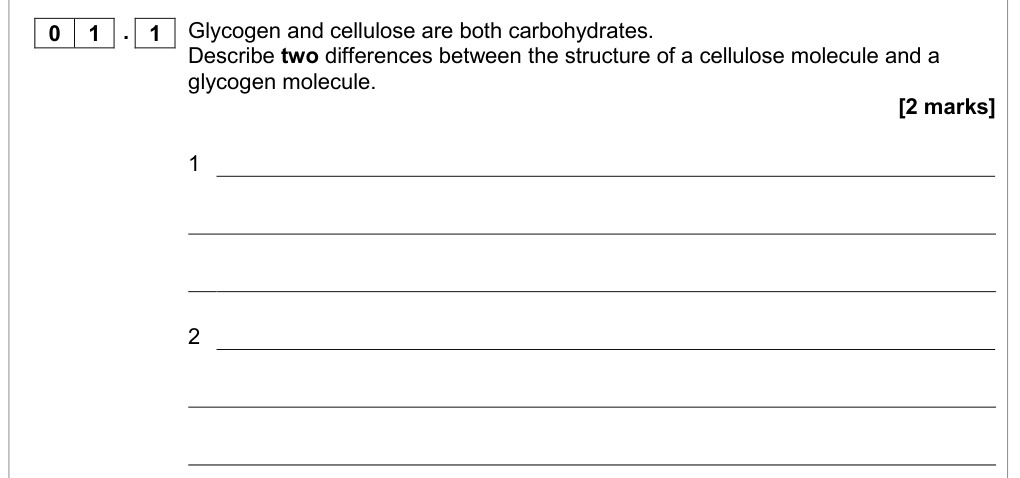 0 1 . 1 Glycogen and cellulose are both carbohydrates.
Describe two differences between the structure of a cellulose molecule and a
glycogen molecule.
[2 marks]
1
2